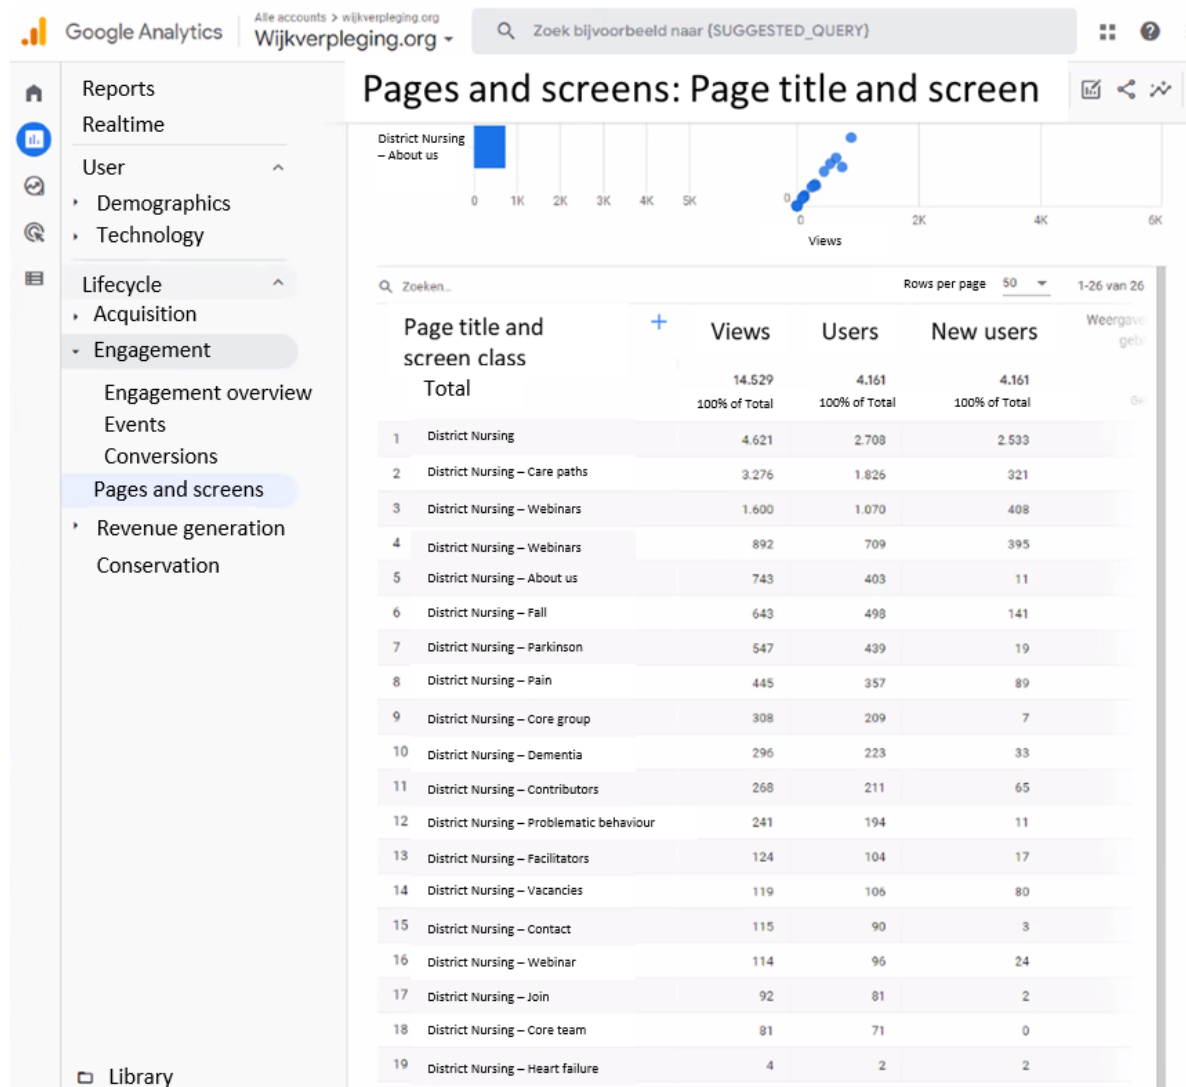 Google Analytics
Alle accounts > wijkverpleging.org
Wijkverpleging.org
Zoek bijvoorbeeld naar {SUGGESTED_QUERY}
Reports
Realtime
User
Demographics
Technology
Lifecycle
Acquisition
Engagement
Engagement overview
Events
Conversions
Pages and screens
Revenue generation
Conservation
Library
Pages and screens: Page title and screen
District Nursing
– About us
0 1K 2K 3K 4K 5K
0
0 2K 4K 6K
Views
Zoeken...
Rows per page 50 1-26 van 26
Page title and
screen class
Views Users New users Weergave
geb
Total 14.529 4.161 4.161
100% of Total 100% of Total 100% of Total Ge
1 District Nursing 4.621 2.708 2.533
2 District Nursing – Care paths 3.276 1.826 321
3 District Nursing – Webinars 1.600 1.070 408
4 District Nursing – Webinars 892 709 395
5 District Nursing – About us 743 403 11
6 District Nursing – Fall 643 498 141
7 District Nursing – Parkinson 547 439 19
8 District Nursing – Pain 445 357 89
9 District Nursing – Core group 308 209 7
10 District Nursing – Dementia 296 223 33
11 District Nursing – Contributors 268 211 65
12 District Nursing – Problematic behaviour 241 194 11
13 District Nursing – Facilitators 124 104 17
14 District Nursing – Vacancies 119 106 80
15 District Nursing – Contact 115 90 3
16 District Nursing – Webinar 114 96 24
17 District Nursing – Join 92 81 2
18 District Nursing – Core team 81 71 0
19 District Nursing – Heart failure 4 2 2